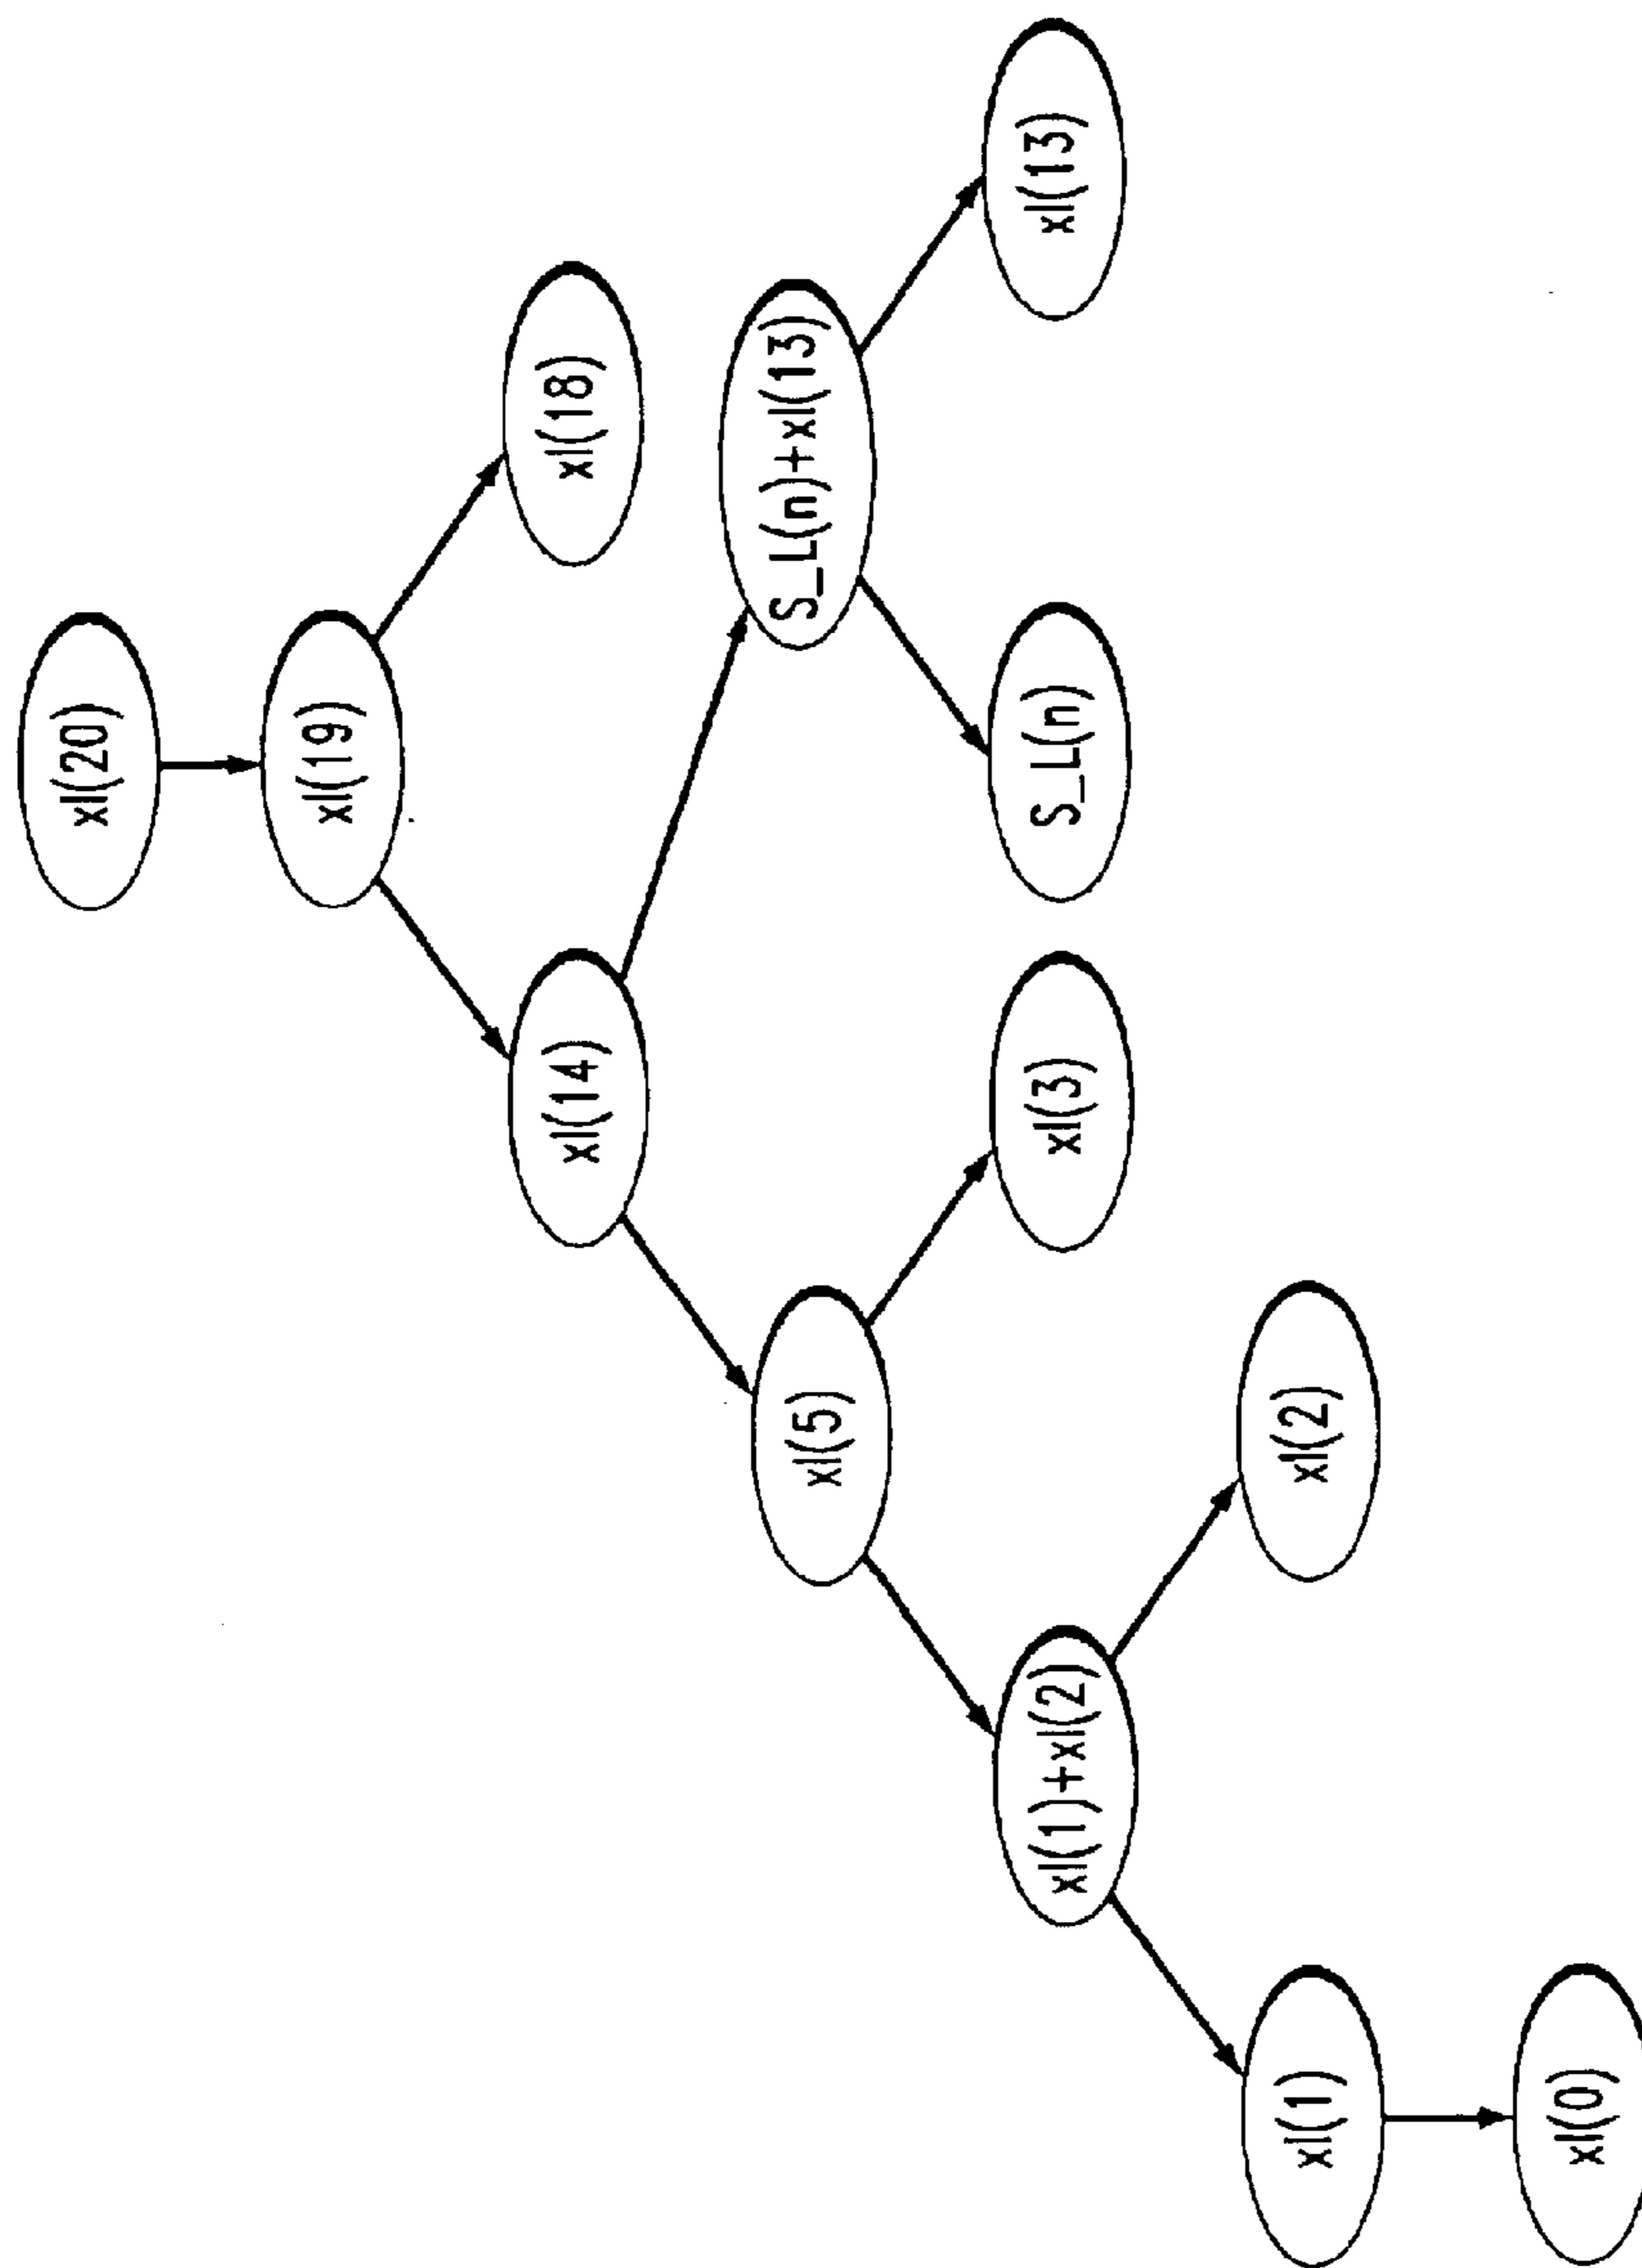 xl(20)
xl(19)
xl(14)
xl(18)
xl(5)
S_L(n)+xl(13)
xl(1)+xl(2)
xl(3)
S_L(n)
xl(13)
xl(1)
xl(2)
xl(0)